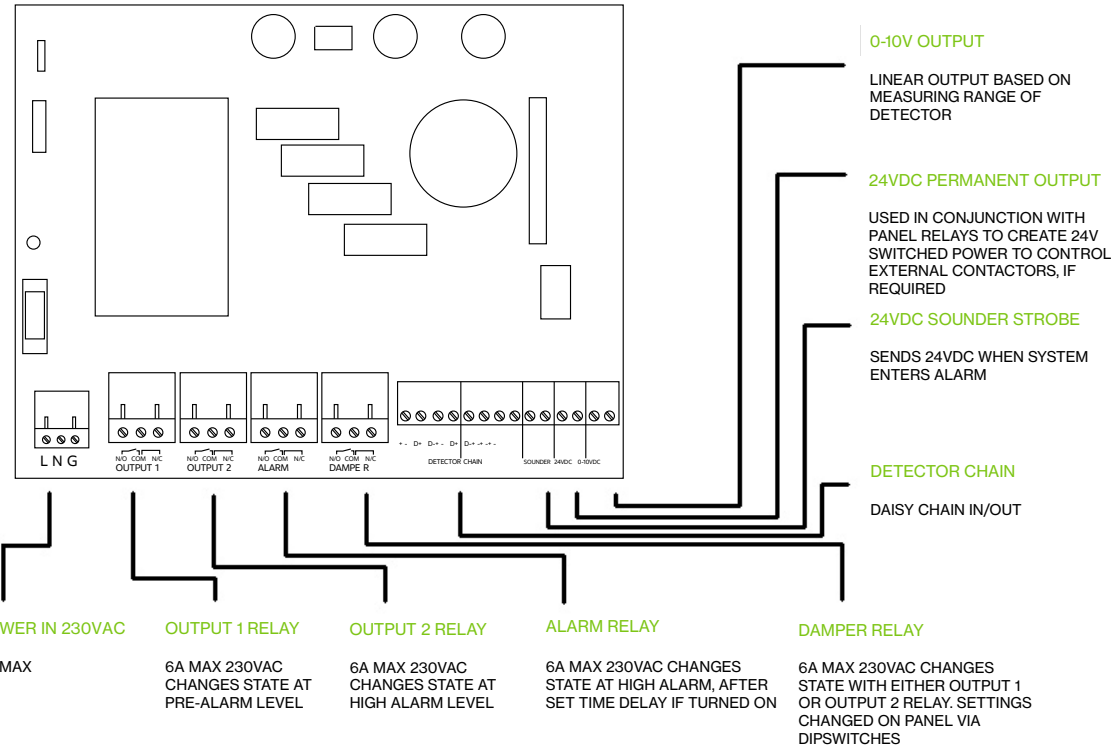 0-10V OUTPUT
LINEAR OUTPUT BASED ON
MEASURING RANGE OF
DETECTOR
24VDC PERMANENT OUTPUT
USED IN CONJUNCTION WITH
PANEL RELAYS TO CREATE 24V
SWITCHED POWER TO CONTROL
EXTERNAL CONTACTORS, IF
REQUIRED
24VDC SOUNDER STROBE
SENDS 24VDC WHEN SYSTEM
ENTERS ALARM
DETECTOR CHAIN
DAISY CHAIN IN/OUT
L N G
N/O COM N/C
OUTPUT 1
N/O COM N/C
OUTPUT 2
N/O COM N/C
ALARM
N/O COM N/C
DAMPE R
+ - D+ D-+ - D+ D-+ -+ -+ -
DETECTOR CHAIN
SOUNDER 24VDC 0-10VDC
WER IN 230VAC
MAX
OUTPUT 1 RELAY
6A MAX 230VAC
CHANGES STATE AT
PRE-ALARM LEVEL
OUTPUT 2 RELAY
6A MAX 230VAC
CHANGES STATE AT
HIGH ALARM LEVEL
ALARM RELAY
6A MAX 230VAC CHANGES
STATE AT HIGH ALARM, AFTER
SET TIME DELAY IF TURNED ON
DAMPER RELAY
6A MAX 230VAC CHANGES
STATE WITH EITHER OUTPUT 1
OR OUTPUT 2 RELAY. SETTINGS
CHANGED ON PANEL VIA
DIPSWITCHES